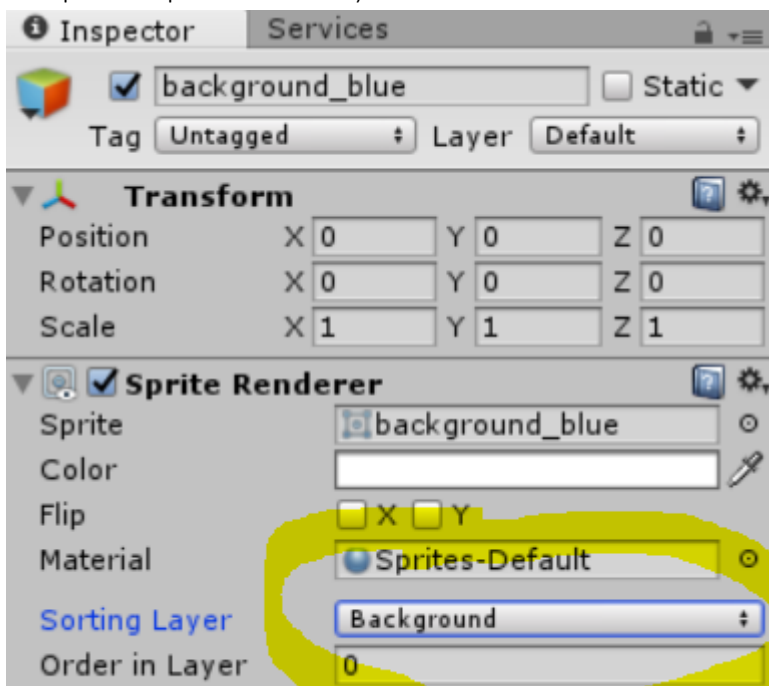 Inspector Services
background_blue Static
Tag Untagged Layer Default
Transform
Position X 0 Y 0 Z 0
Rotation X 0 Y 0 Z 0
Scale X 1 Y 1 Z 1
Sprite Renderer
Sprite background_blue
Color
Flip X Y
Material Sprites-Default
Sorting Layer Background
Order in Layer 0